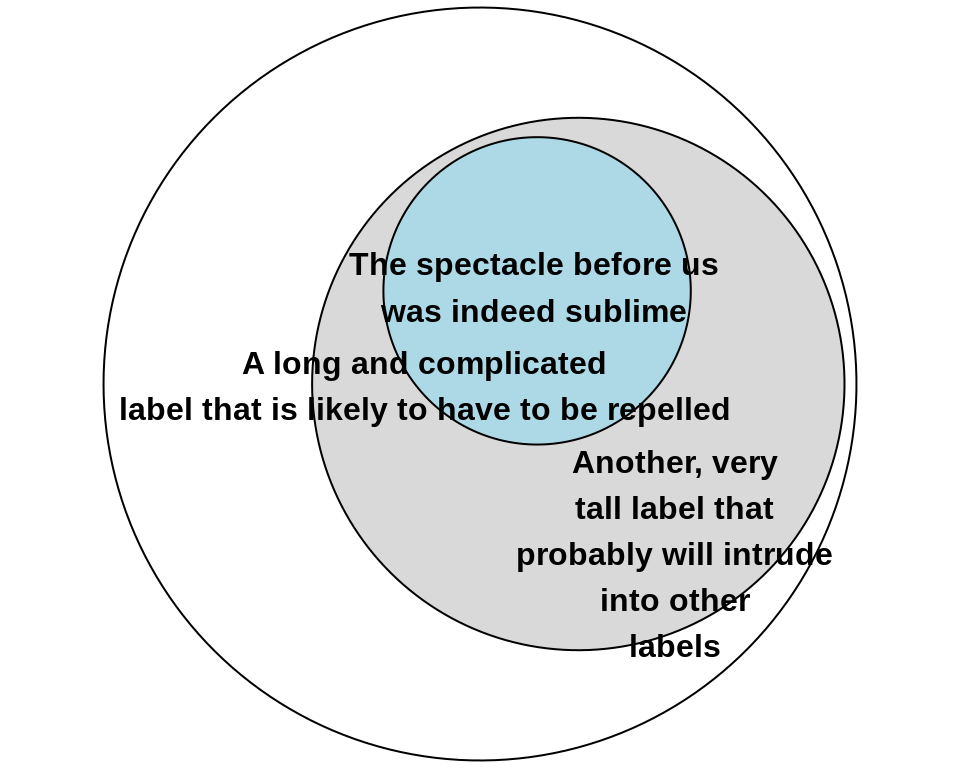 The spectacle before us
was indeed sublime
A long and complicated
label that is likely to have to be repelled
Another, very
tall label that
probably will intrude
into other
labels